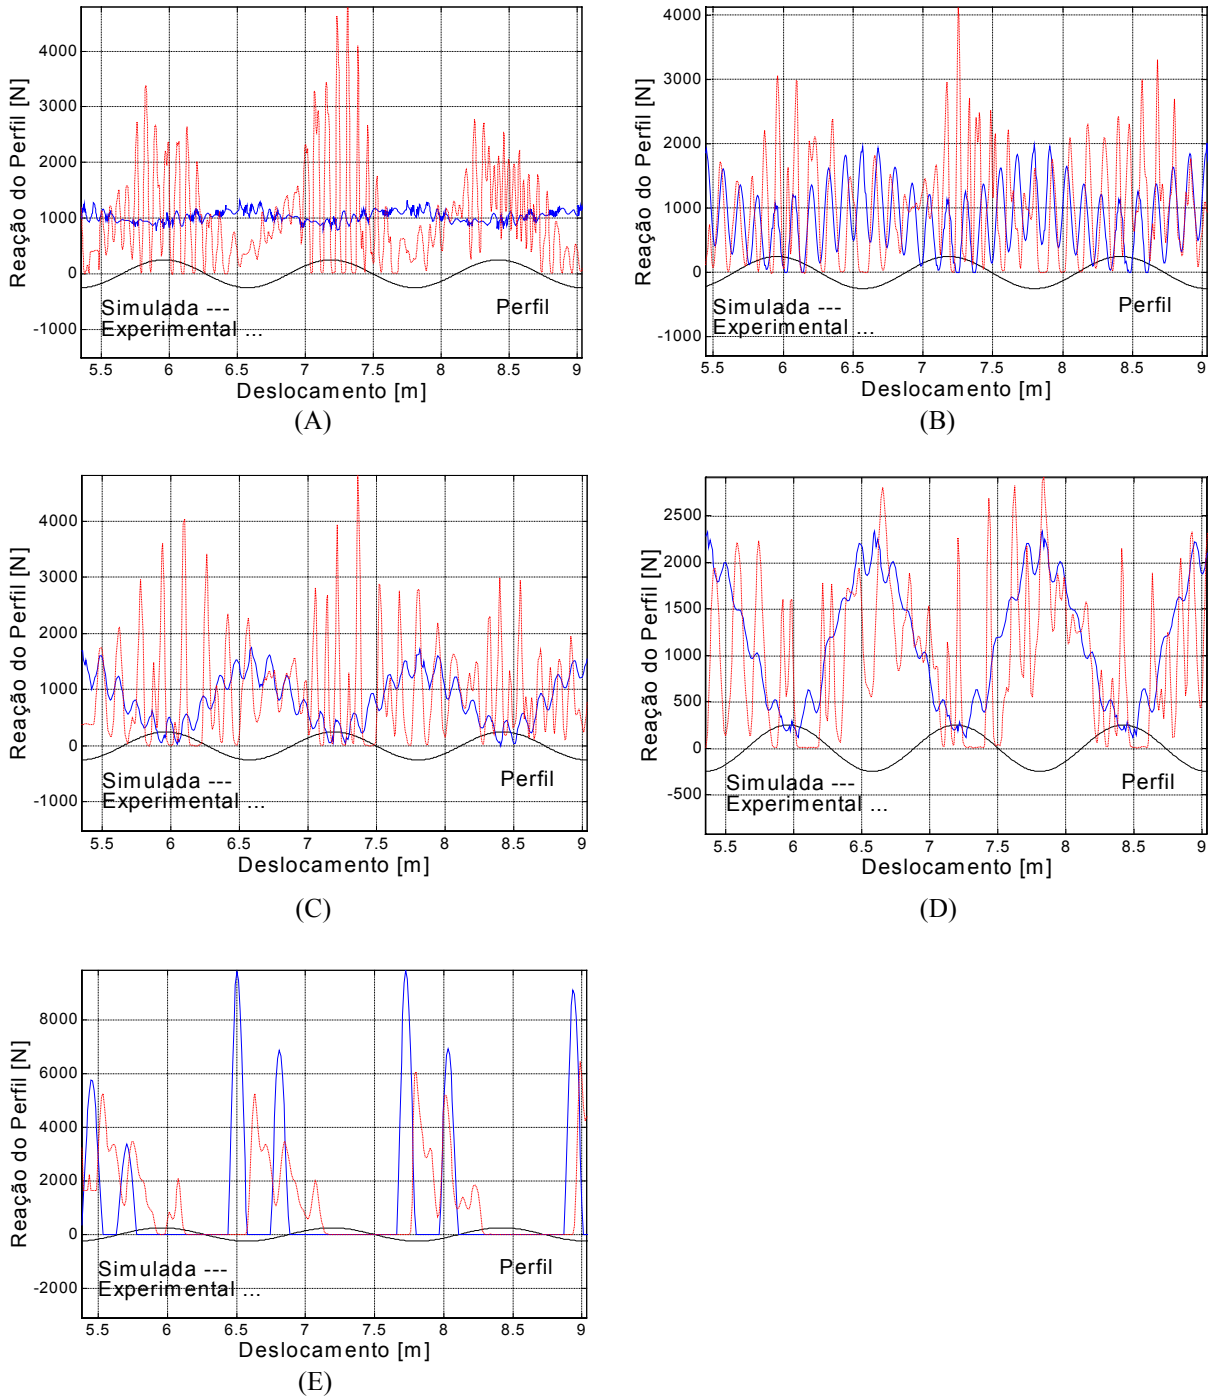 Reação do Perfil [N]
4000
3000
2000
1000
0
-1000
Simulada ---
Experimental ...
Perfil
5.5 6 6.5 7 7.5 8 8.5 9
Deslocamento [m]
(A)
Reação do Perfil [N]
4000
3000
2000
1000
0
-1000
Simulada ---
Experimental ...
Perfil
5.5 6 6.5 7 7.5 8 8.5 9
Deslocamento [m]
(B)
Reação do Perfil [N]
4000
3000
2000
1000
0
-1000
Simulada ---
Experimental ...
Perfil
5.5 6 6.5 7 7.5 8 8.5 9
Deslocamento [m]
(C)
Reação do Perfil [N]
2500
2000
1500
1000
500
0
-500
Simulada ---
Experimental ...
Perfil
5.5 6 6.5 7 7.5 8 8.5 9
Deslocamento [m]
(D)
Reação do Perfil [N]
8000
6000
4000
2000
0
-2000
Simulada ---
Experimental ...
Perfil
5.5 6 6.5 7 7.5 8 8.5 9
Deslocamento [m]
(E)